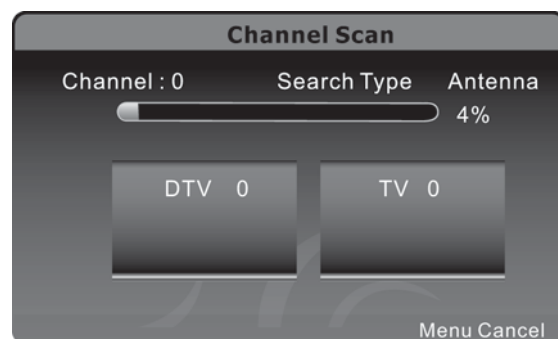 Channel Scan
Channel : 0 Search Type Antenna
4%
DTV 0 TV 0
Menu Cancel